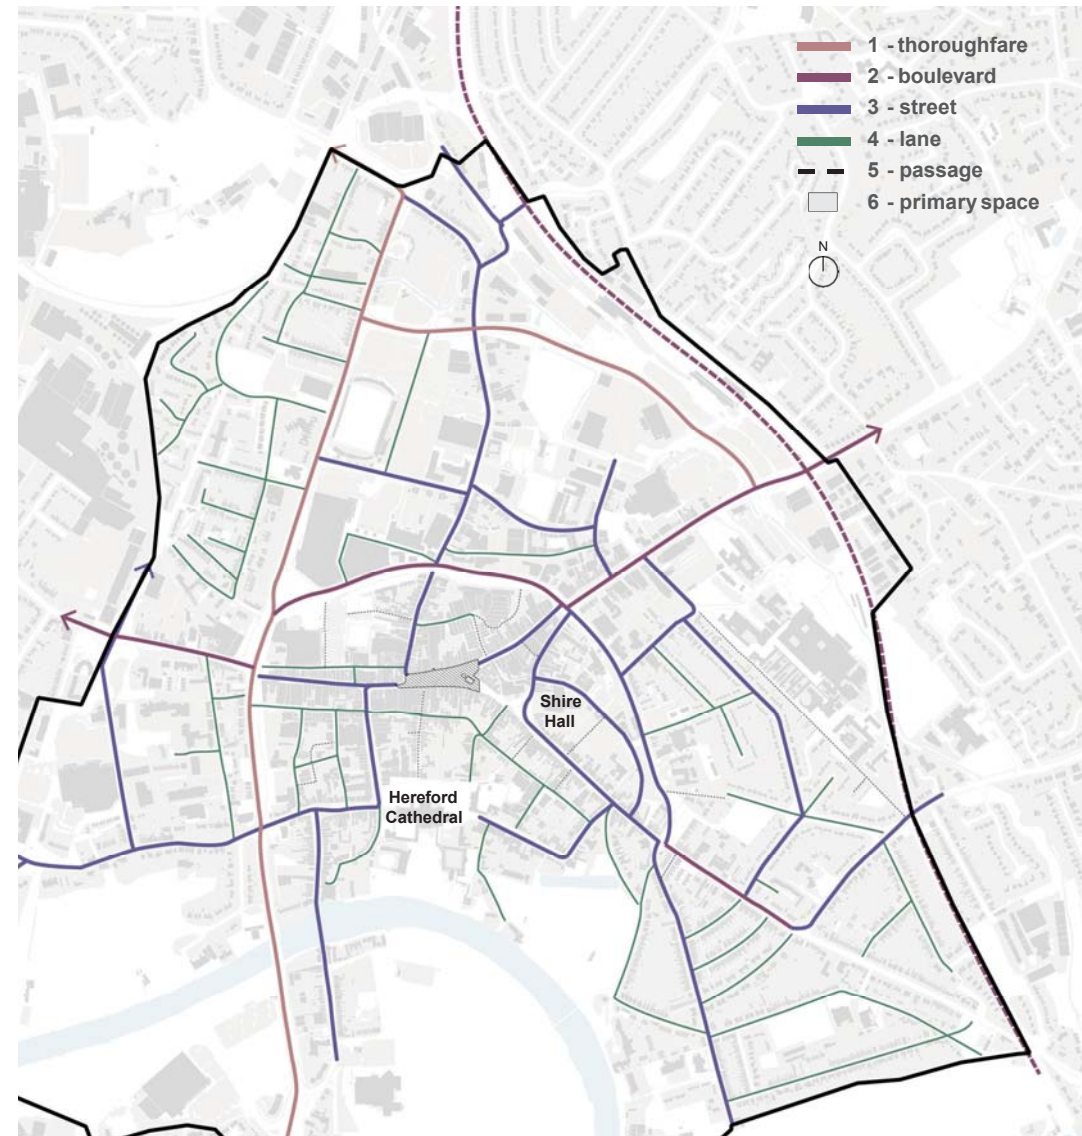 1 - thoroughfare
2 - boulevard
3 - street
4 - lane
5 - passage
6 - primary space
N
Shire
Hall
Hereford
Cathedral